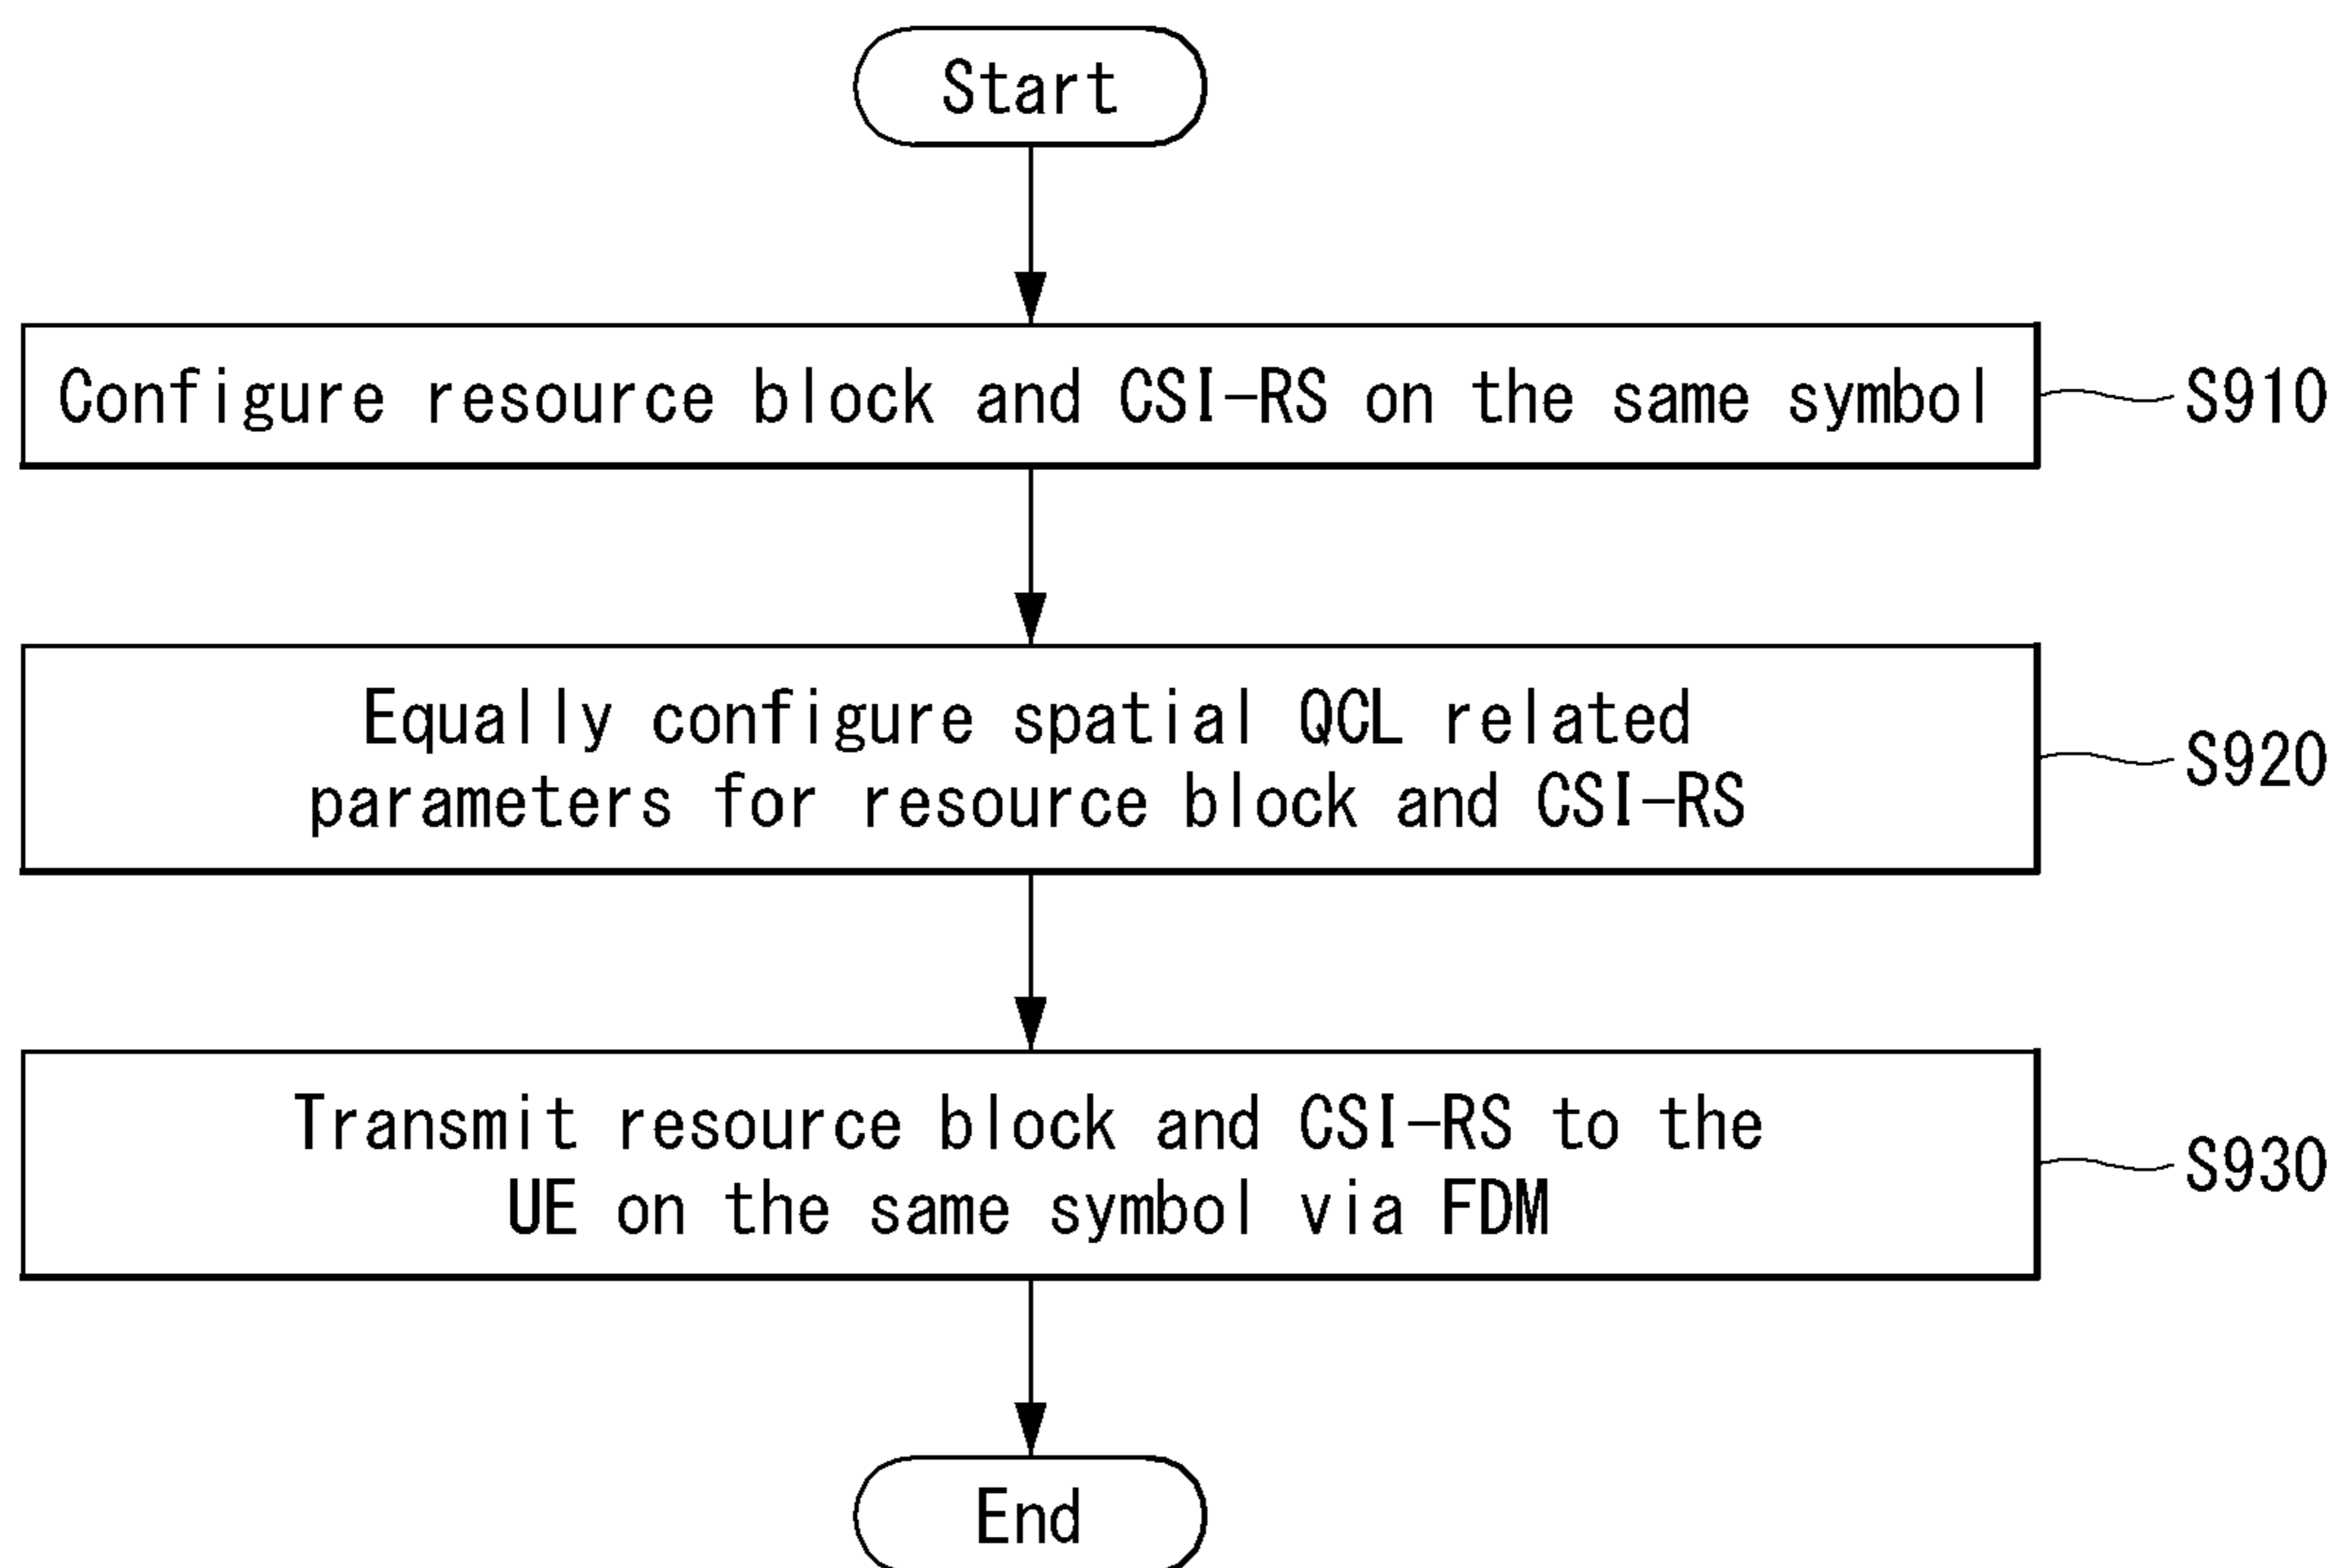 Start
Configure resource block and CSI-RS on the same symbol
S910
Equally configure spatial QCL related
parameters for resource block and CSI-RS
S920
Transmit resource block and CSI-RS to the
UE on the same symbol via FDM
S930
End